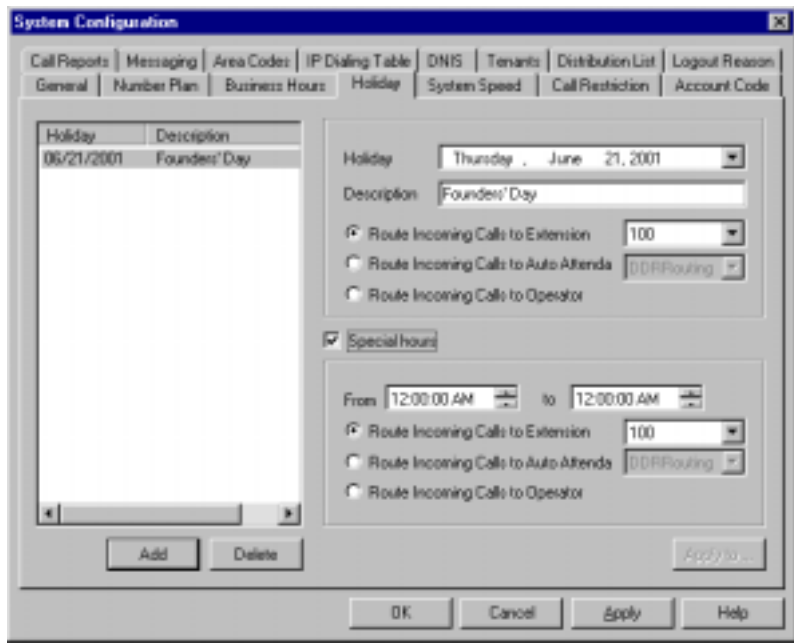 System Configuration
Call Reports Messaging Area Codes IP Dialing Table DNIS Tenants Distribution List Logout Reason
General Number Plan Business Hours Holiday System Speed Call Restriction Account Code
Holiday Description
06/21/2001 Founders' Day
Holiday Thursday , June 21, 2001
Description Founders' Day
Route Incoming Calls to Extension 100
Route Incoming Calls to Auto Attenda DDRRouting
Route Incoming Calls to Operator
Special hours
From 12:00:00 AM to 12:00:00 AM
Route Incoming Calls to Extension 100
Route Incoming Calls to Auto Attenda DDRRouting
Route Incoming Calls to Operator
Add Delete Apply to ...
OK Cancel Apply Help